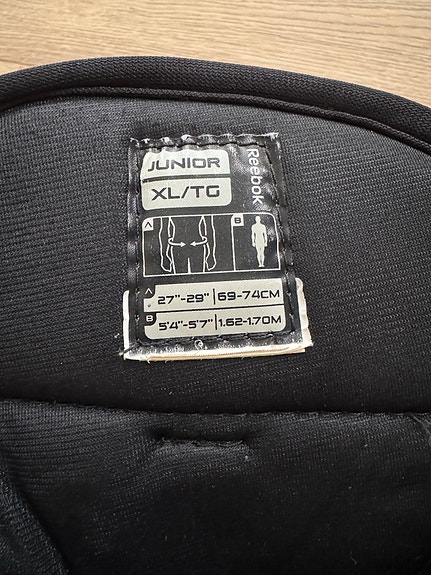 JUNIOR
Reebok
XL/TG
A B
A 27"-29" 69-74CM
B 5'4"-5'7" 1.62-1.70M